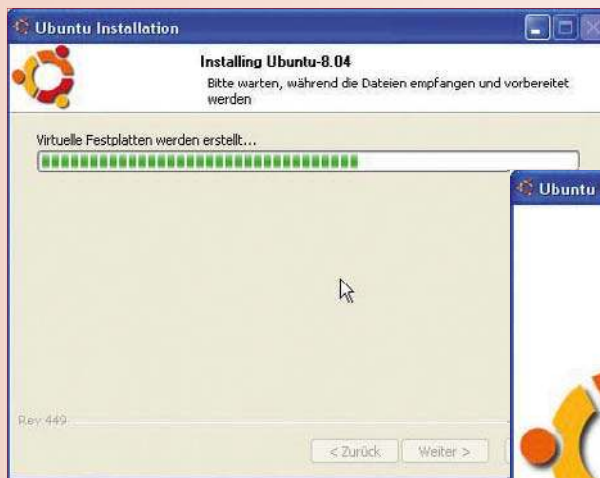 Ubuntu Installation
Installing Ubuntu-8.04
Bitte warten, während die Dateien empfangen und vorbereitet
werden
Virtuelle Festplatten werden erstellt...
Ubuntu
Rev 449
< Zurück
Weiter >